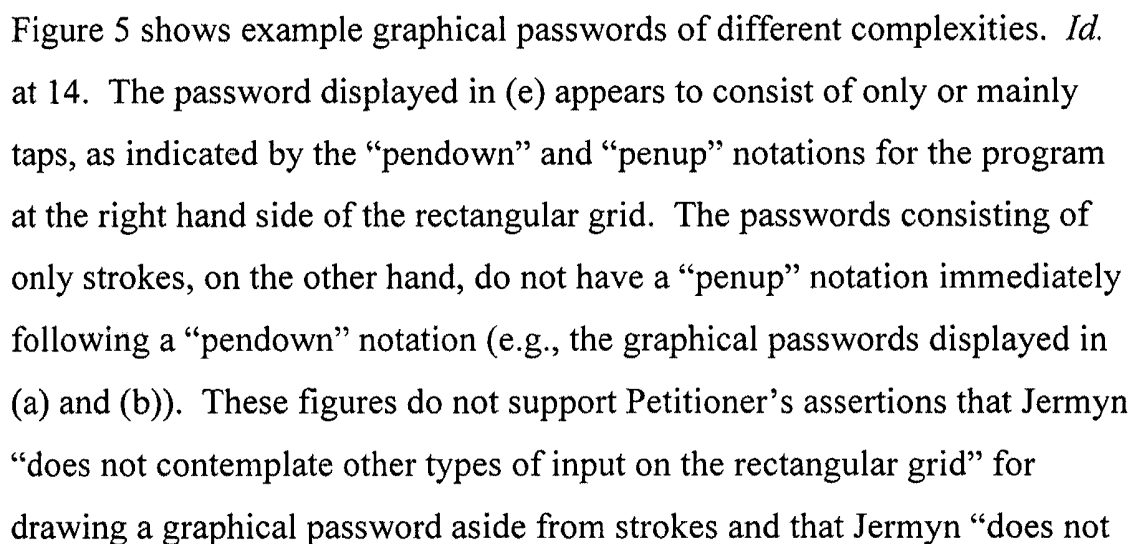 Figure 5 shows example graphical passwords of different complexities.  Id.
at 14.  The password displayed in (e) appears to consist of only or mainly
taps, as indicated by the “pendown” and “penup” notations for the program
at the right hand side of the rectangular grid.  The passwords consisting of
only strokes, on the other hand, do not have a “penup” notation immediately
following a “pendown” notation (e.g., the graphical passwords displayed in
(a) and (b)).  These figures do not support Petitioner’s assertions that Jermyn
“does not contemplate other types of input on the rectangular grid” for
drawing a graphical password aside from strokes and that Jermyn “does not